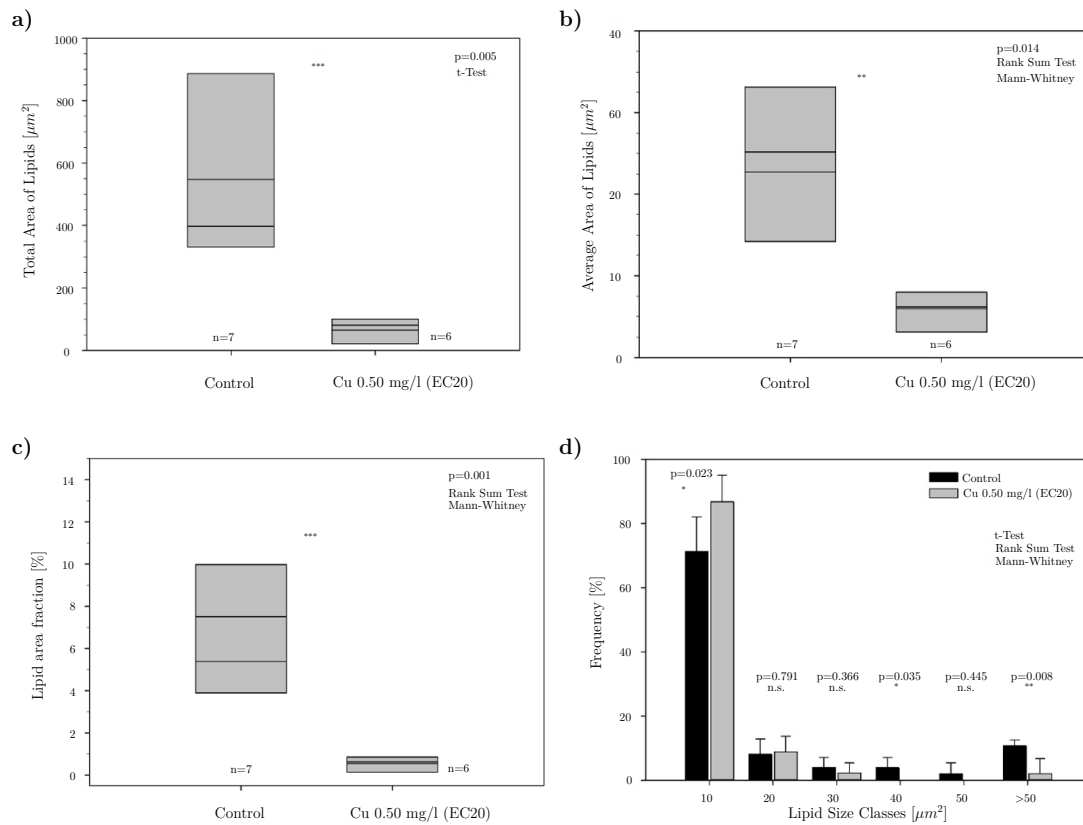 a)
1000
800
600
400
200
0
Total Area of Lipids [μm²]
***
p=0.005
t-Test
n=7
n=6
Control
Cu 0.50 mg/l (EC20)
b)
40
60
20
10
0
Average Area of Lipids [μm²]
**
p=0.014
Rank Sum Test
Mann-Whitney
n=7
n=6
Control
Cu 0.50 mg/l (EC20)
c)
14
12
10
8
6
4
2
0
Lipid area fraction [%]
***
p=0.001
Rank Sum Test
Mann-Whitney
n=7
n=6
Control
Cu 0.50 mg/l (EC20)
d)
100
80
60
40
20
0
Frequency [%]
p=0.023
*
Control
Cu 0.50 mg/l (EC20)
t-Test
Rank Sum Test
Mann-Whitney
p=0.791
n.s.
p=0.366
n.s.
p=0.035
*
p=0.445
n.s.
p=0.008
**
10
20
30
40
50
>50
Lipid Size Classes [μm²]